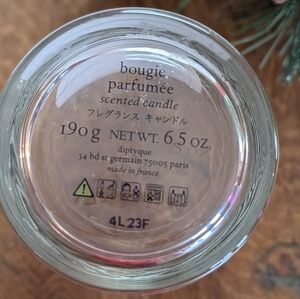 bougie
parfumée
scented candle
フレグランス キャンドル
190 g NET WT. 6.5 OZ.
diptyque
34 bd st germain 75005 paris
made in france
4L23F